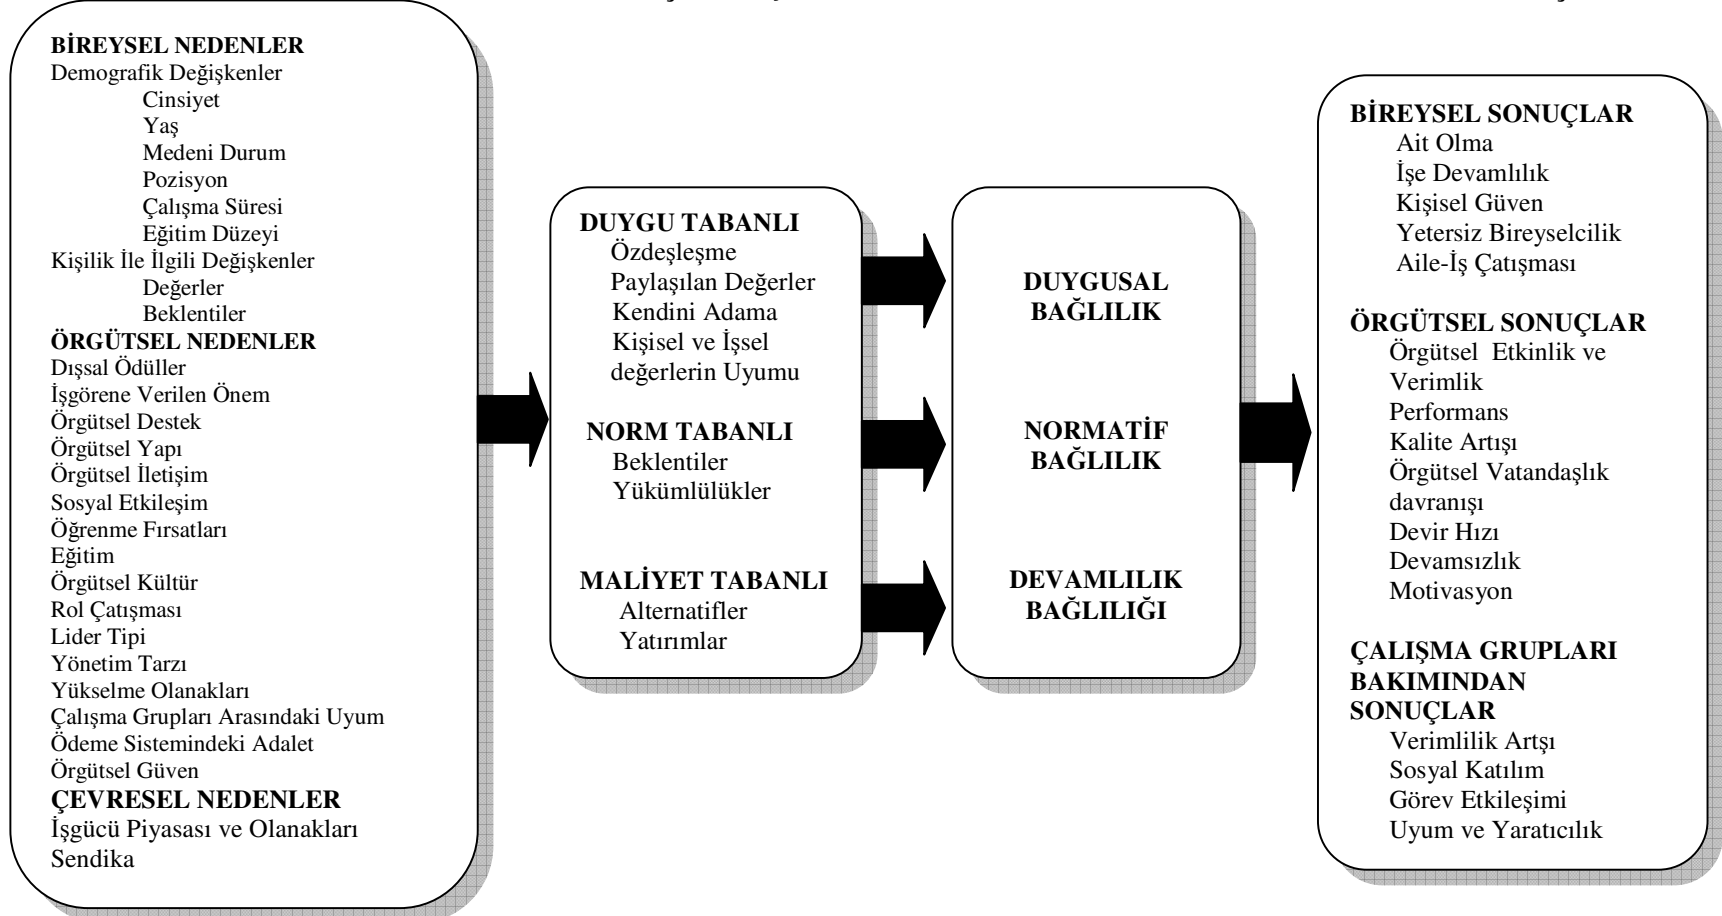 BİREYSEL NEDENLER
Demografik Değişkenler
Cinsiyet
Yaş
Medeni Durum
Pozisyon
Çalışma Süresi
Eğitim Düzeyi
Kişilik İle İlgili Değişkenler
Değerler
Beklentiler
ÖRGÜTSEL NEDENLER
Dışsal Ödüller
İşgörene Verilen Önem
Örgütsel Destek
Örgütsel Yapı
Örgütsel İletişim
Sosyal Etkileşim
Öğrenme Fırsatları
Eğitim
Örgütsel Kültür
Rol Çatışması
Lider Tipi
Yönetim Tarzı
Yükselme Olanakları
Çalışma Grupları Arasındaki Uyum
Ödeme Sistemindeki Adalet
Örgütsel Güven
ÇEVRESEL NEDENLER
İşgücü Piyasası ve Olanakları
Sendika
DUYGU TABANLI
Özdeşleşme
Paylaşılan Değerler
Kendini Adama
Kişisel ve İşsel
değerlerin Uyumu
NORM TABANLI
Beklentiler
Yükümlülükler
MALİYET TABANLI
Alternatifler
Yatırımlar
DUYGUSAL
BAĞLILIK
NORMATİF
BAĞLILIK
DEVAMLILIK
BAĞLILIĞI
BİREYSEL SONUÇLAR
Ait Olma
İşe Devamlılık
Kişisel Güven
Yetersiz Bireyselcilik
Aile-İş Çatışması
ÖRGÜTSEL SONUÇLAR
Örgütsel Etkinlik ve
Verimlik
Performans
Kalite Artışı
Örgütsel Vatandaşlık
davranışı
Devir Hızı
Devamsızlık
Motivasyon
ÇALIŞMA GRUPLARI
BAKIMINDAN
SONUÇLAR
Verimlilik Artşı
Sosyal Katılım
Görev Etkileşimi
Uyum ve Yaratıcılık